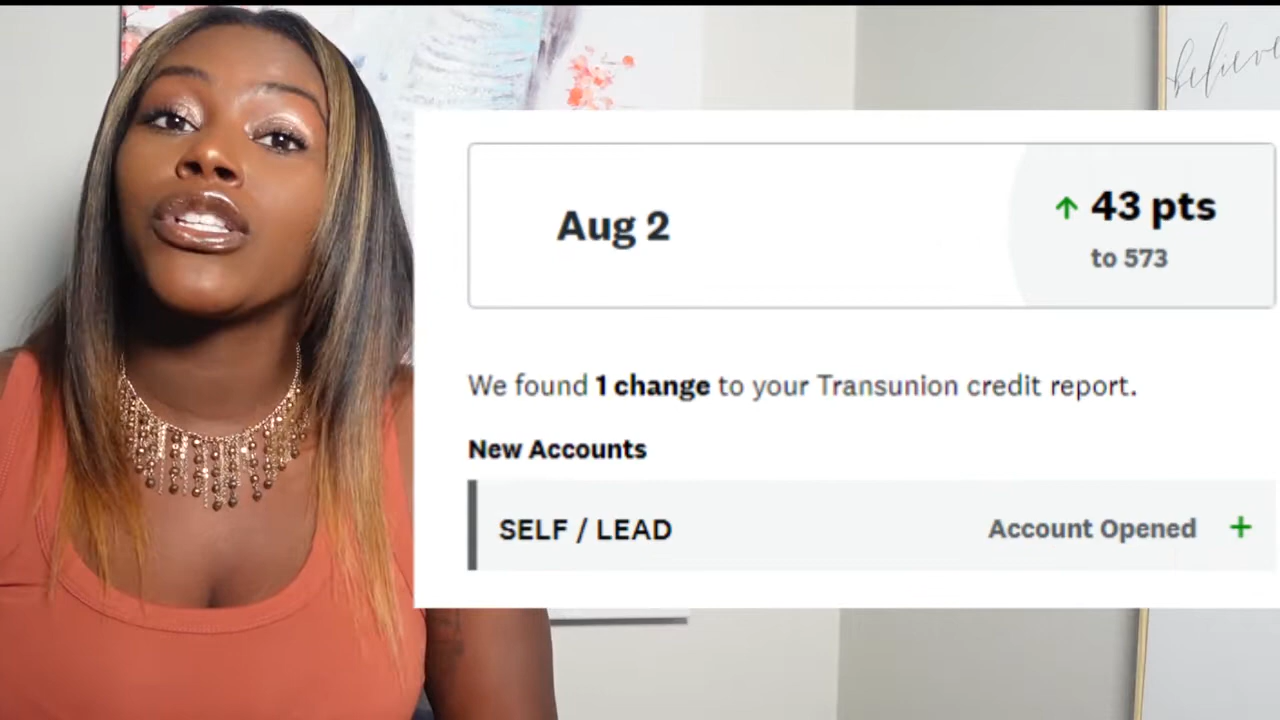 believe
Aug 2
↑ 43 pts
to 573
We found 1 change to your Transunion credit report.
New Accounts
SELF / LEAD Account Opened +